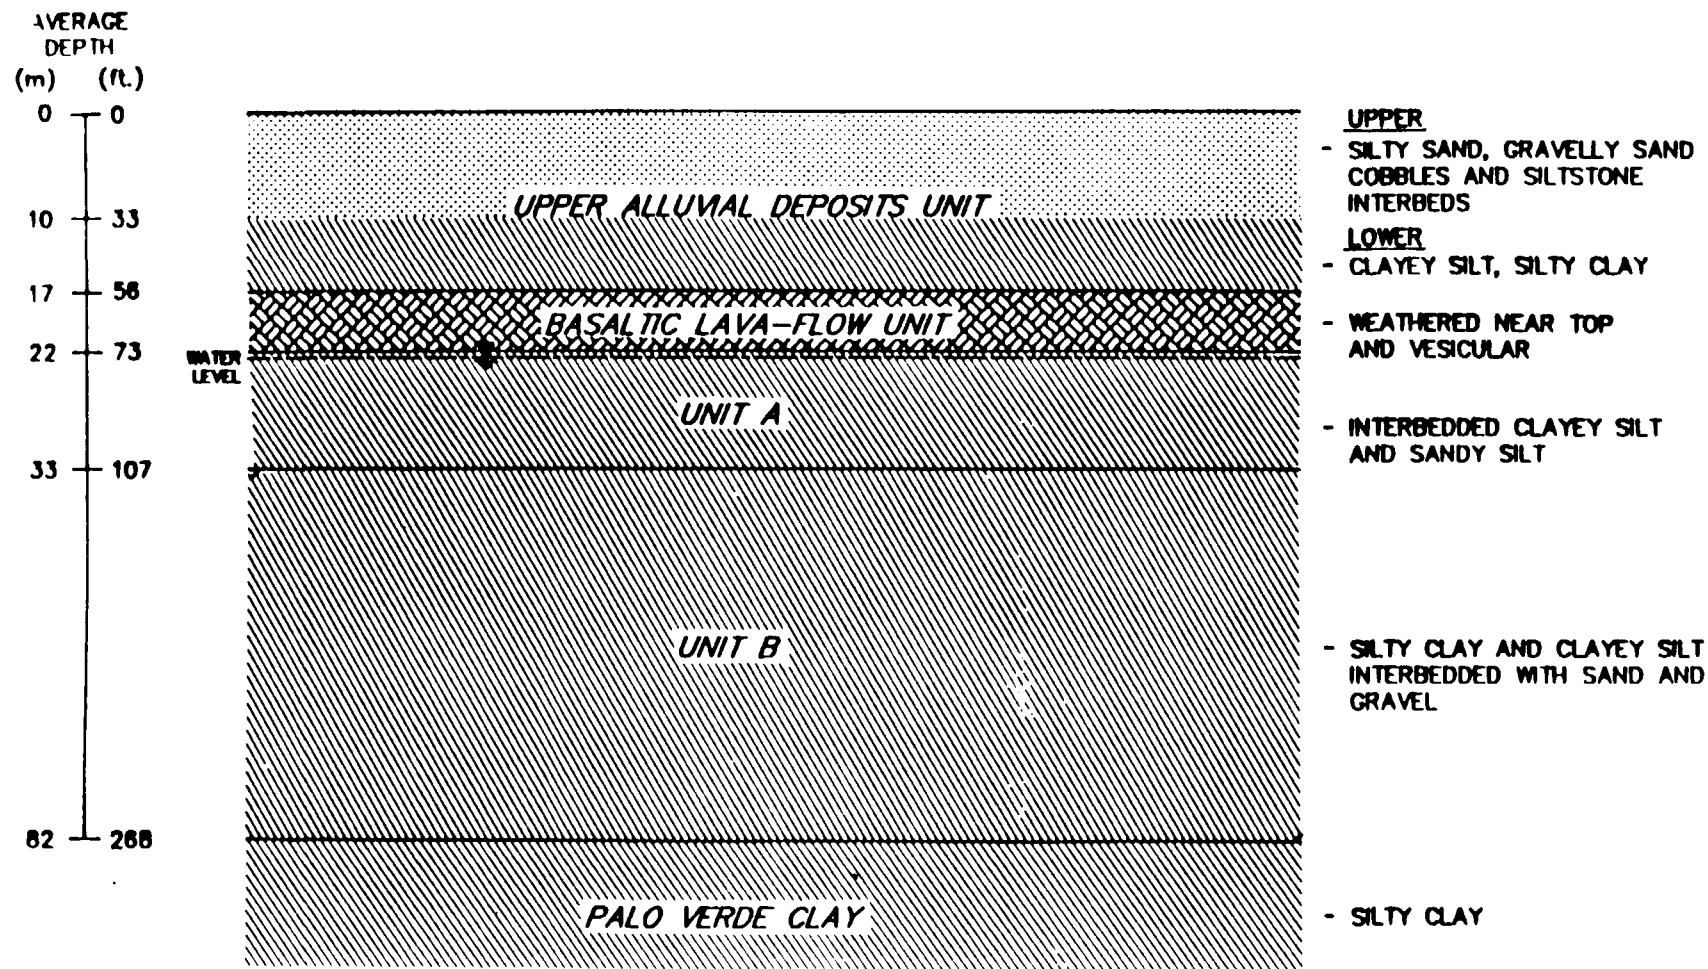 AVERAGE
DEPTH
(m) (ft.)
0 0
10 33
17 56
22 73
33 107
82 268
WATER
LEVEL
UPPER ALLUVIAL DEPOSITS UNIT
BASALTIC LAVA-FLOW UNIT
UNIT A
UNIT B
PALO VERDE CLAY
UPPER
- SILTY SAND, GRAVELLY SAND
COBBLES AND SILTSTONE
INTERBEDS
LOWER
- CLAYEY SILT, SILTY CLAY
- WEATHERED NEAR TOP
AND VESICULAR
- INTERBEDDED CLAYEY SILT
AND SANDY SILT
- SILTY CLAY AND CLAYEY SILT
INTERBEDDED WITH SAND AND
GRAVEL
- SILTY CLAY